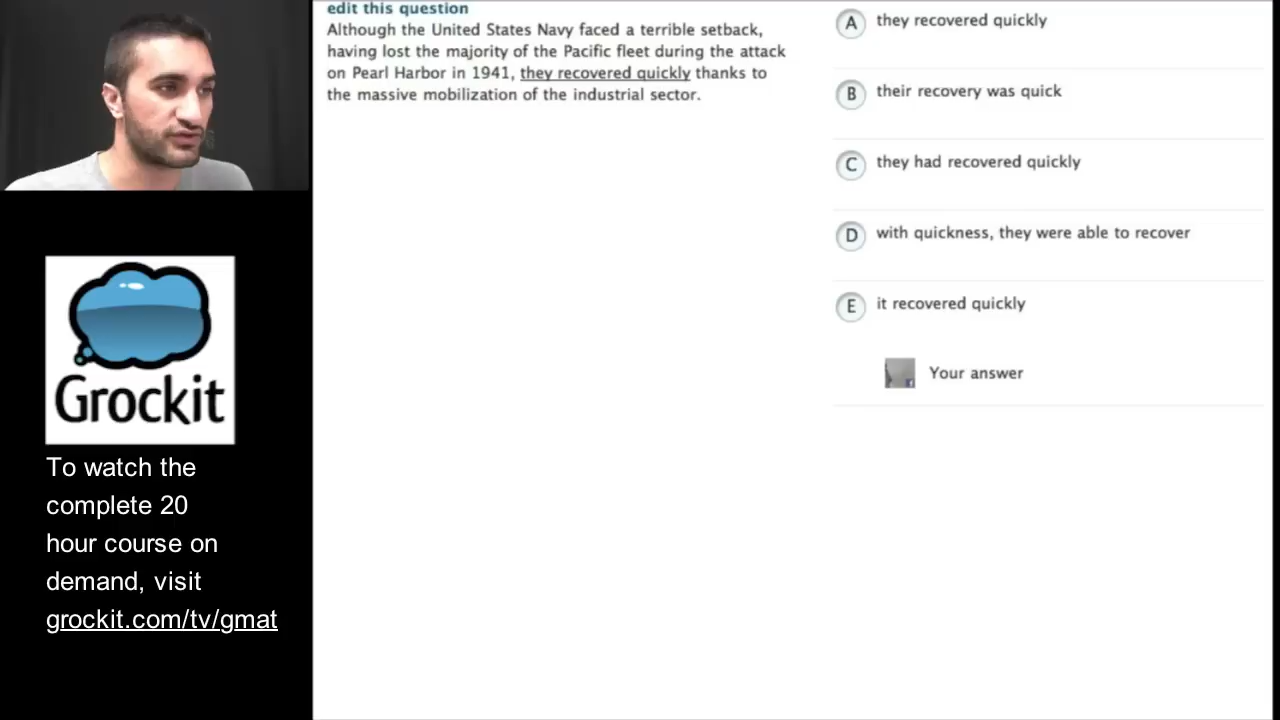 edit this question
Although the United States Navy faced a terrible setback,
having lost the majority of the Pacific fleet during the attack
on Pearl Harbor in 1941, they recovered quickly thanks to
the massive mobilization of the industrial sector.
A they recovered quickly
B their recovery was quick
C they had recovered quickly
D with quickness, they were able to recover
E it recovered quickly
Your answer
Grockit
To watch the
complete 20
hour course on
demand, visit
grockit.com/tv/gmat